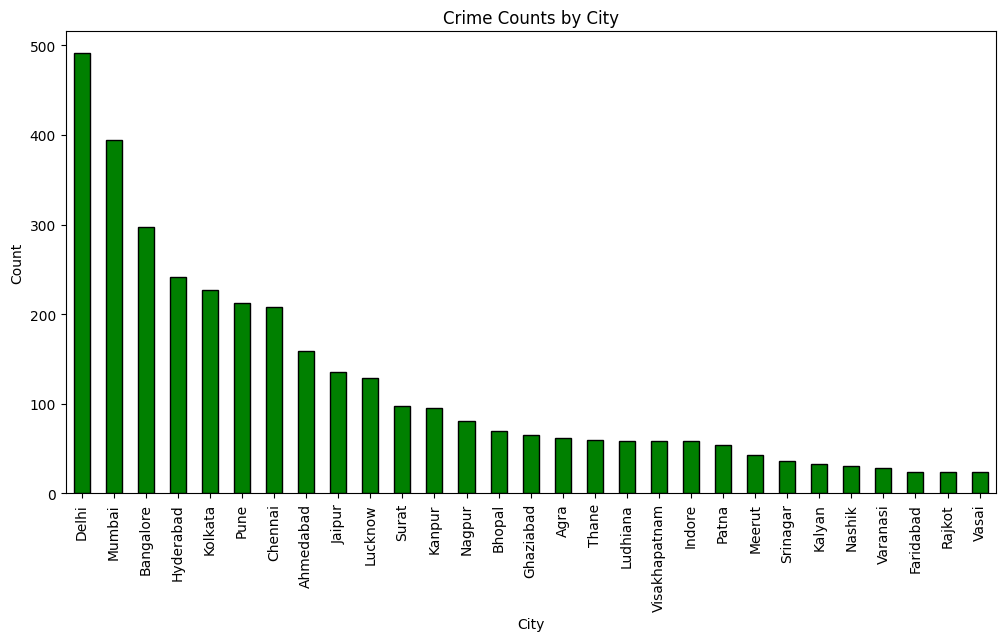 Crime Counts by City
Count
500
400
300
200
100
0
Delhi
Mumbai
Bangalore
Hyderabad
Kolkata
Pune
Chennai
Ahmedabad
Jaipur
Lucknow
Surat
Kanpur
Nagpur
Bhopal
Ghaziabad
Agra
Thane
Ludhiana
Visakhapatnam
Indore
Patna
Meerut
Srinagar
Kalyan
Nashik
Varanasi
Faridabad
Rajkot
Vasai
City